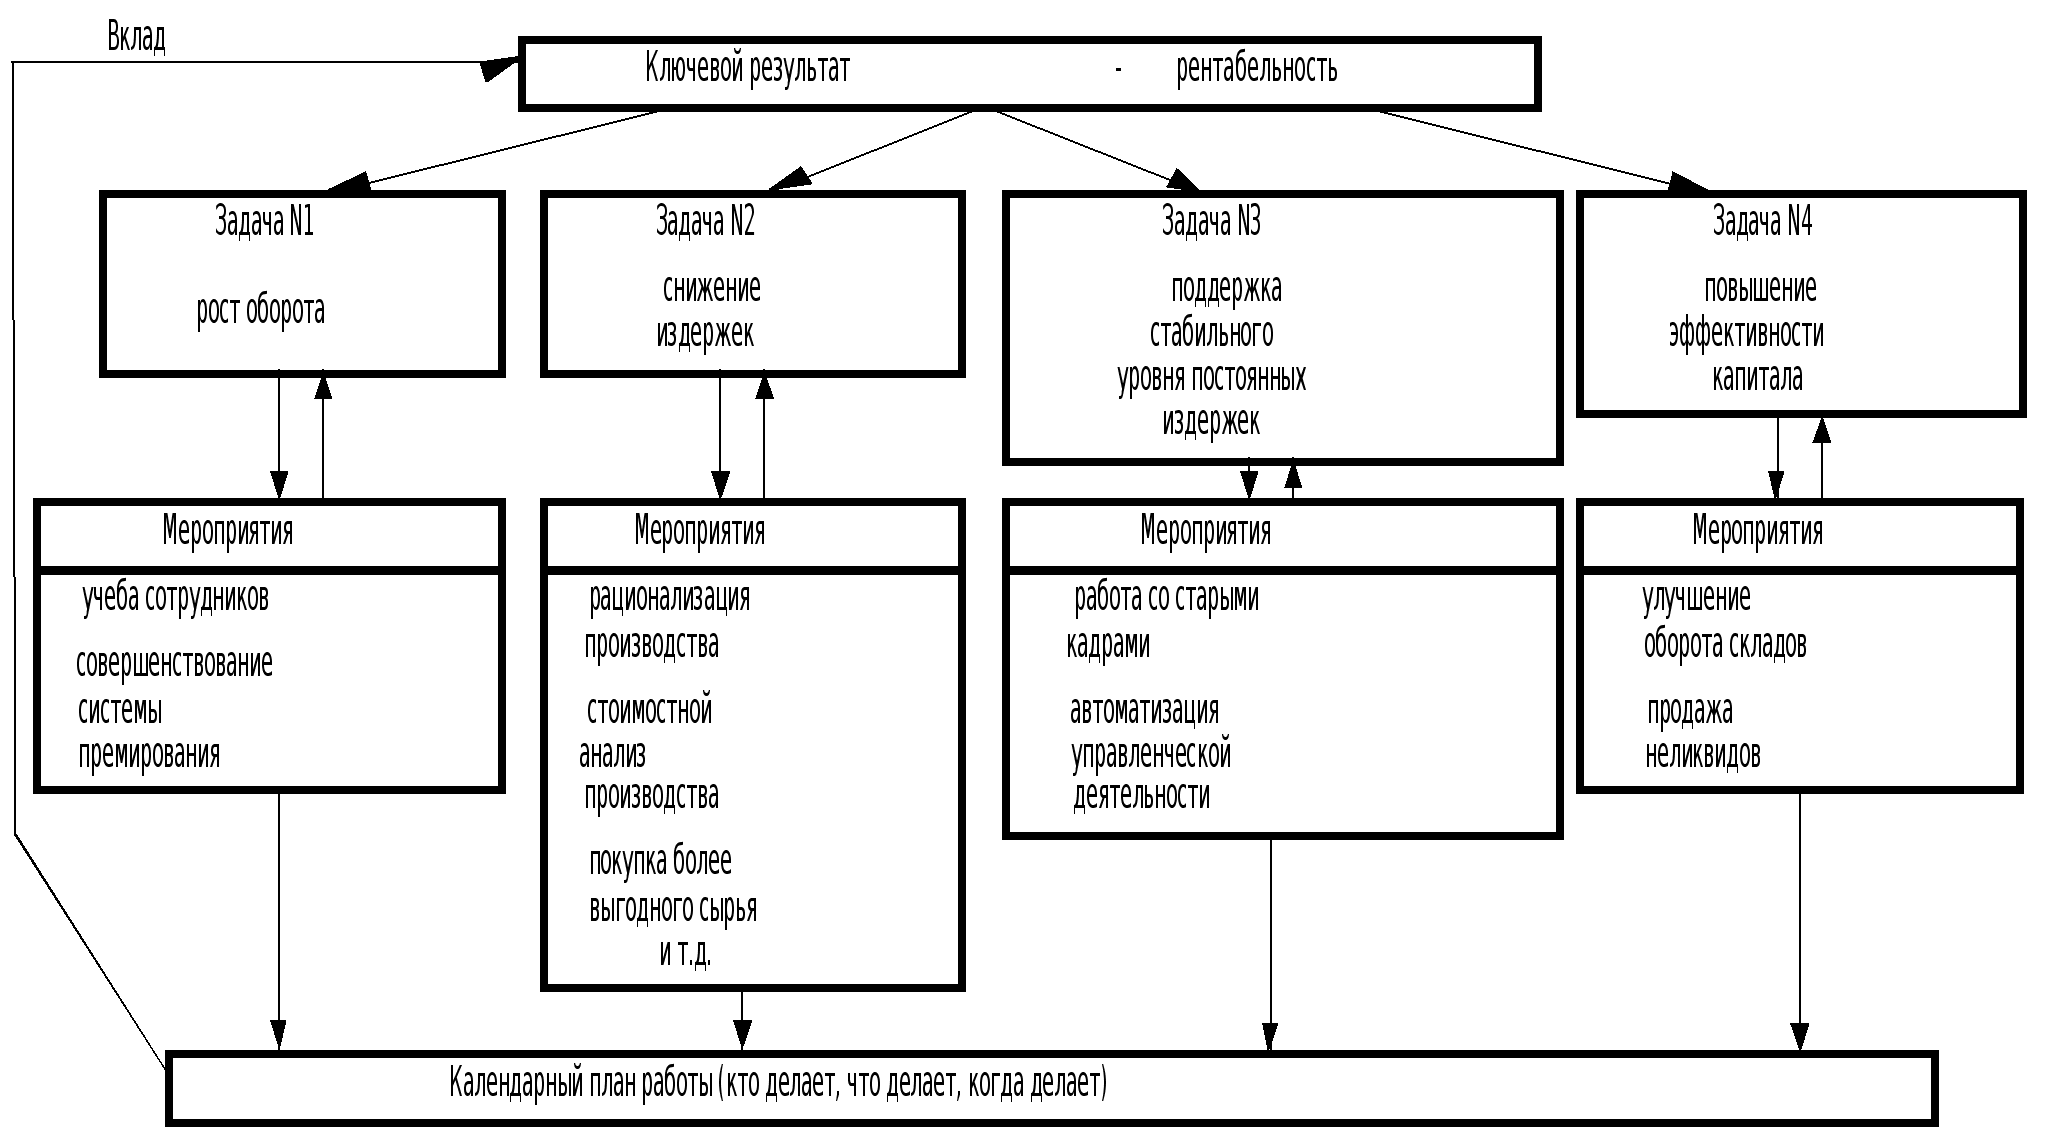 Вклад
Ключевой результат - рентабельность
Задача N1
рост оборота
Задача N2
снижение
издержек
Задача N3
поддержка
стабильного
уровня постоянных
издержек
Задача N4
повышение
эффективности
капитала
Мероприятия
учеба сотрудников
совершенствование
системы
премирования
Мероприятия
рационализация
производства
стоимостной
анализ
производства
покупка более
выгодного сырья
и т.д.
Мероприятия
работа со старыми
кадрами
автоматизация
управленческой
деятельности
Мероприятия
улучшение
оборота складов
продажа
неликвидов
Календарный план работы (кто делает, что делает, когда делает)